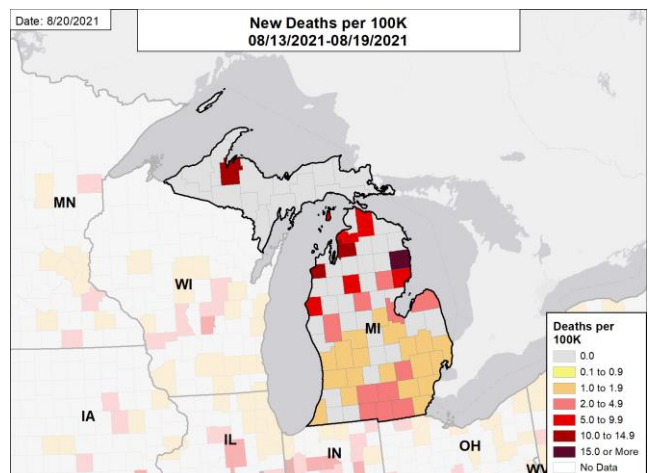 Date: 8/20/2021
New Deaths per 100K
08/13/2021-08/19/2021
MN
WI
MI
IA
IL
IN
OH
WV
Deaths per
100K
0.0
0.1 to 0.9
1.0 to 1.9
2.0 to 4.9
5.0 to 9.9
10.0 to 14.9
15.0 or More
No Data